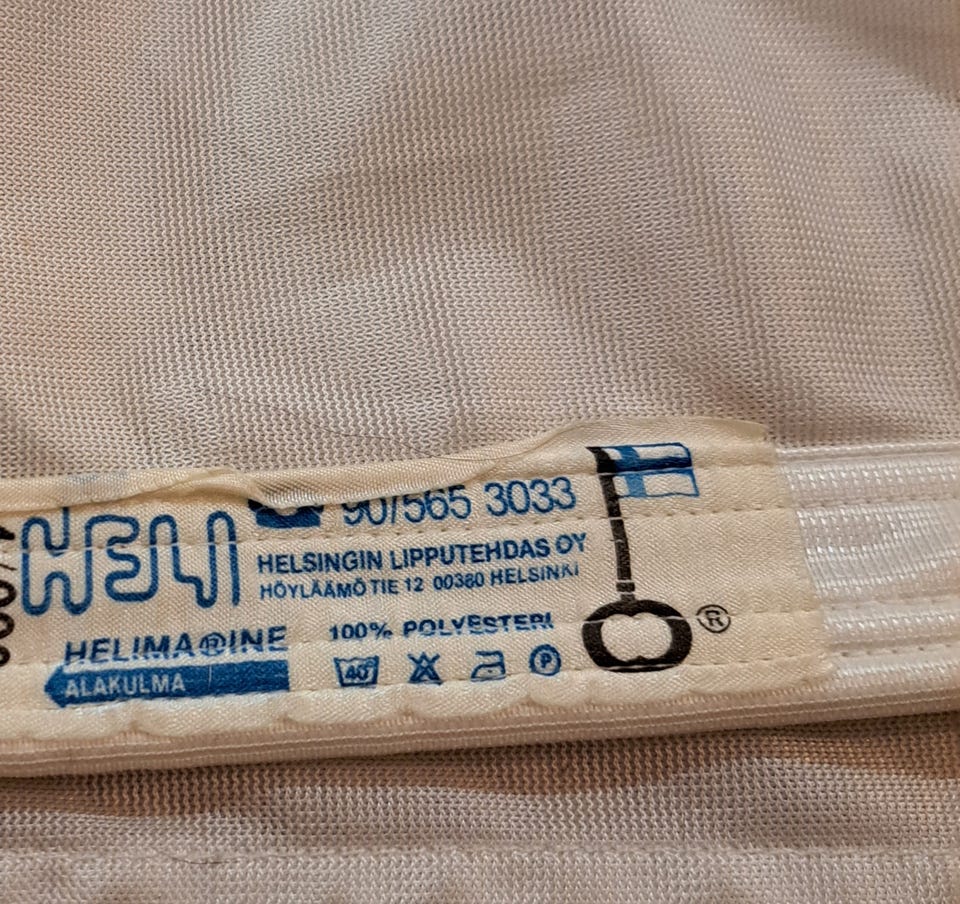 HELI
90/565 3033
HELSINGIN LIPPUTEHDAS OY
HÖYLÄÄMÖTIE 12 00380 HELSINKI
HELIMA®INE
100% POLYESTERI
ALAKULMA
40
P
®